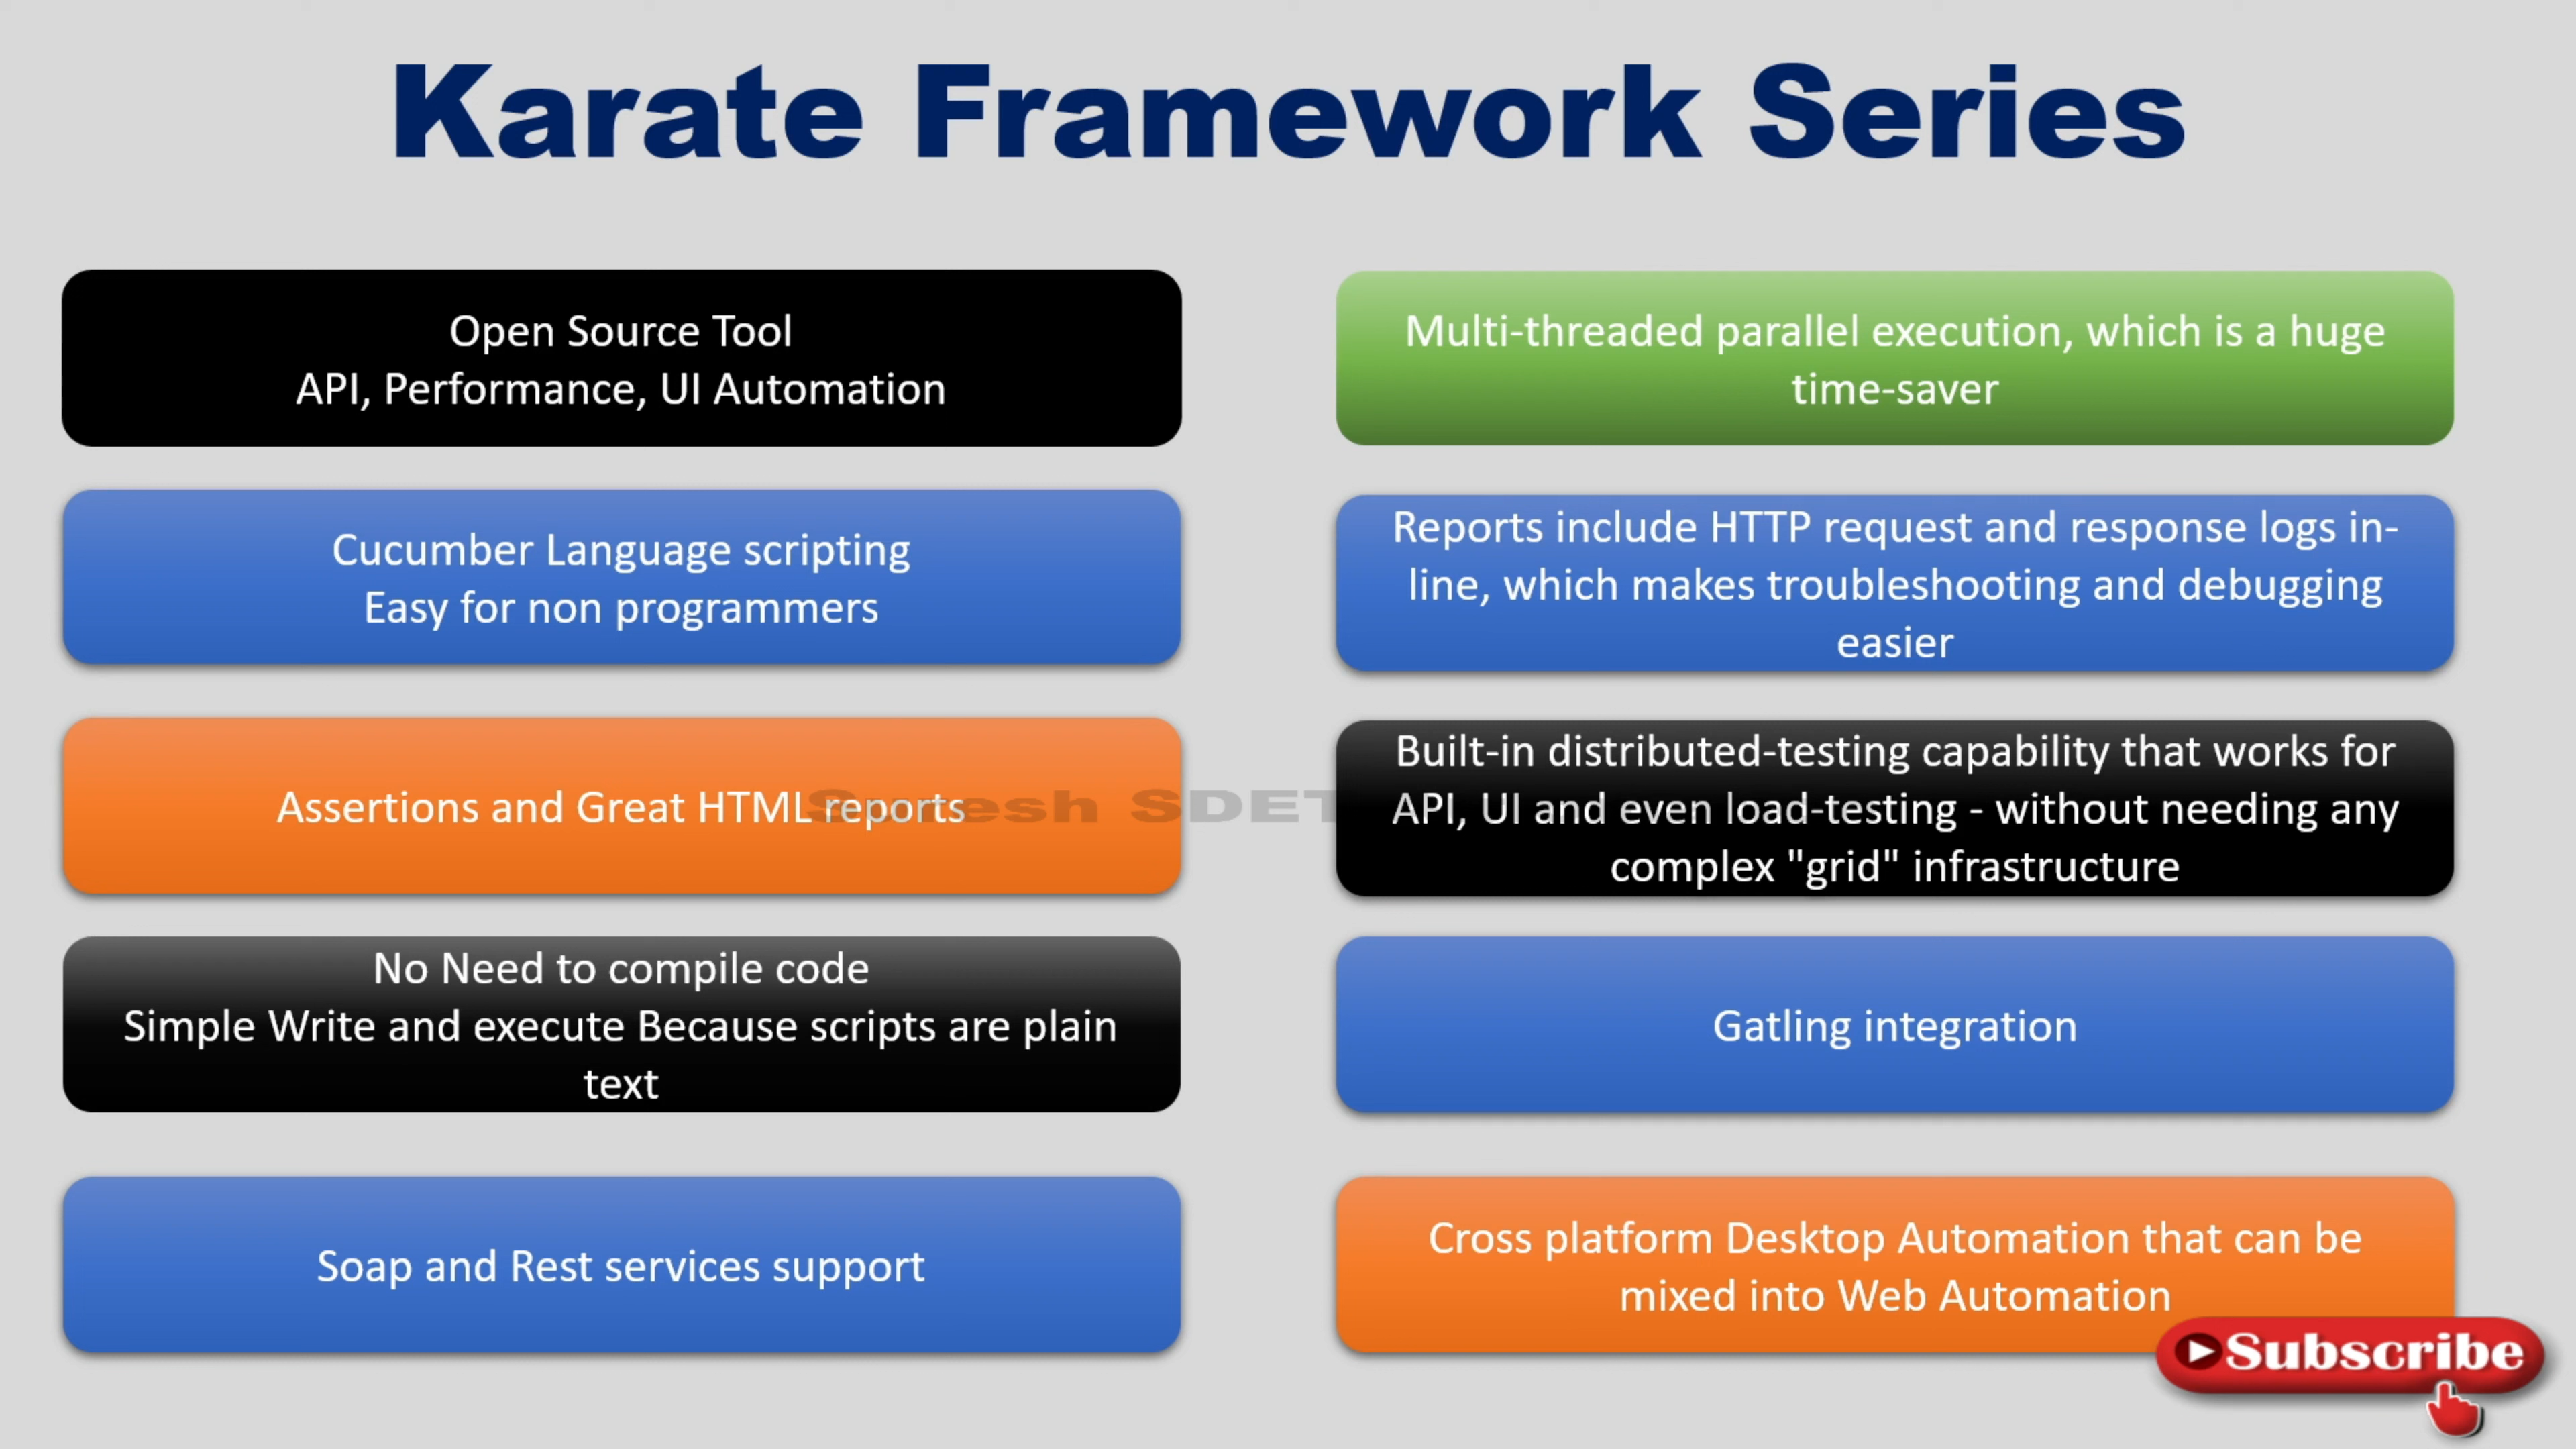 Karate Framework Series
Open Source Tool
API, Performance, UI Automation
Cucumber Language scripting
Easy for non programmers
Assertions and Great HTML reports
No Need to compile code
Simple Write and execute Because scripts are plain
text
Soap and Rest services support
Multi-threaded parallel execution, which is a huge
time-saver
Reports include HTTP request and response logs in-
line, which makes troubleshooting and debugging
easier
Built-in distributed-testing capability that works for
API, UI and even load-testing - without needing any
complex "grid" infrastructure
Gatling integration
Cross platform Desktop Automation that can be
mixed into Web Automation
Suresh SDET
Subscribe